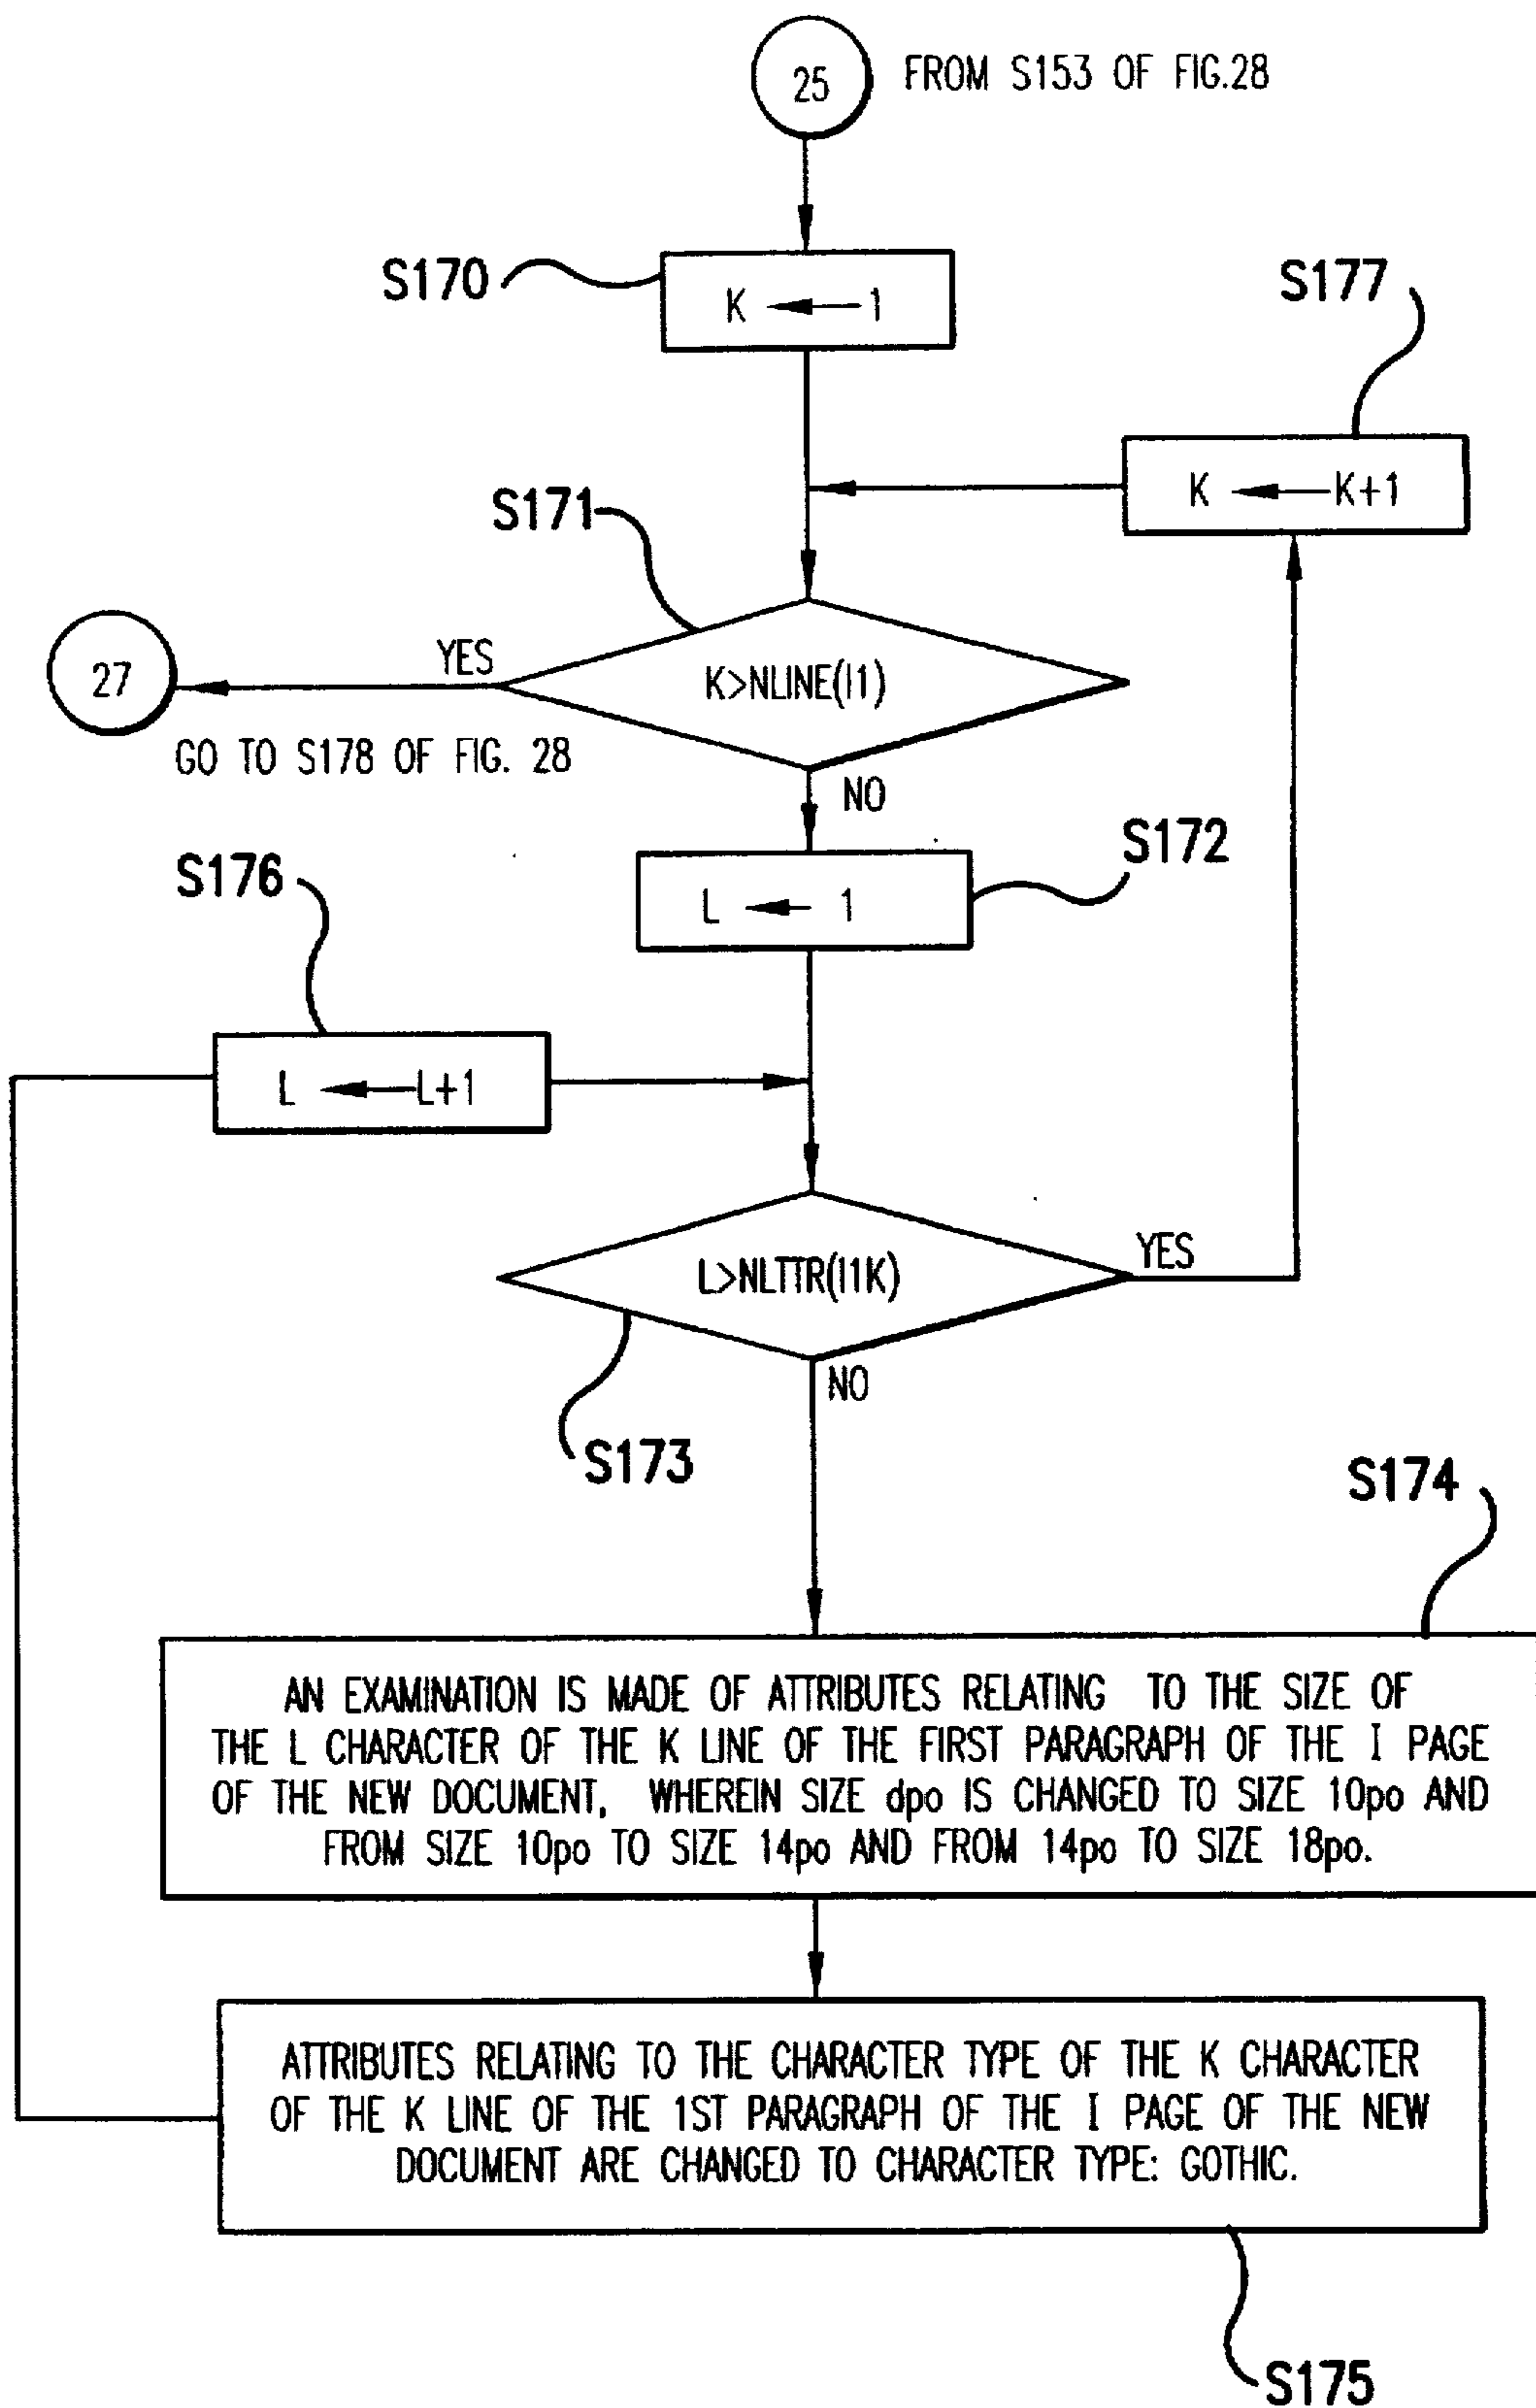 25 FROM S153 OF FIG.28
S170
K ← 1
S177
K ← K+1
S171
K>NLINE(I1)
YES
27
GO TO S178 OF FIG. 28
NO
S172
L ← 1
S176
L ← L+1
L>NLTTR(I1K)
YES
NO
S173
S174
AN EXAMINATION IS MADE OF ATTRIBUTES RELATING TO THE SIZE OF
THE L CHARACTER OF THE K LINE OF THE FIRST PARAGRAPH OF THE I PAGE
OF THE NEW DOCUMENT, WHEREIN SIZE dpo IS CHANGED TO SIZE 10po AND
FROM SIZE 10po TO SIZE 14po AND FROM 14po TO SIZE 18po.
ATTRIBUTES RELATING TO THE CHARACTER TYPE OF THE K CHARACTER
OF THE K LINE OF THE 1ST PARAGRAPH OF THE I PAGE OF THE NEW
DOCUMENT ARE CHANGED TO CHARACTER TYPE: GOTHIC.
S175